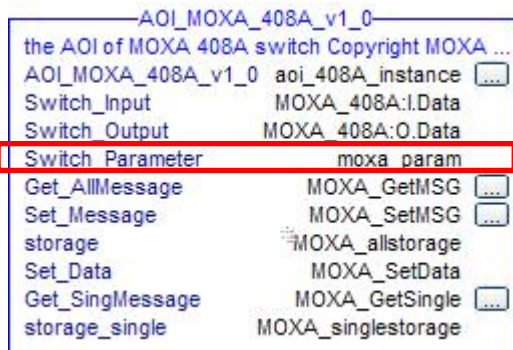 AOI_MOXA_408A_v1_0
the AOI of MOXA 408A switch Copyright MOXA ...
AOI_MOXA_408A_v1_0 aoi_408A_instance ...
Switch_Input MOXA_408A:I.Data
Switch_Output MOXA_408A:O.Data
Switch_Parameter moxa_param
Get_AllMessage MOXA_GetMSG ...
Set_Message MOXA_SetMSG ...
storage MOXA_allstorage
Set_Data MOXA_SetData
Get_SingMessage MOXA_GetSingle ...
storage_single MOXA_singlestorage